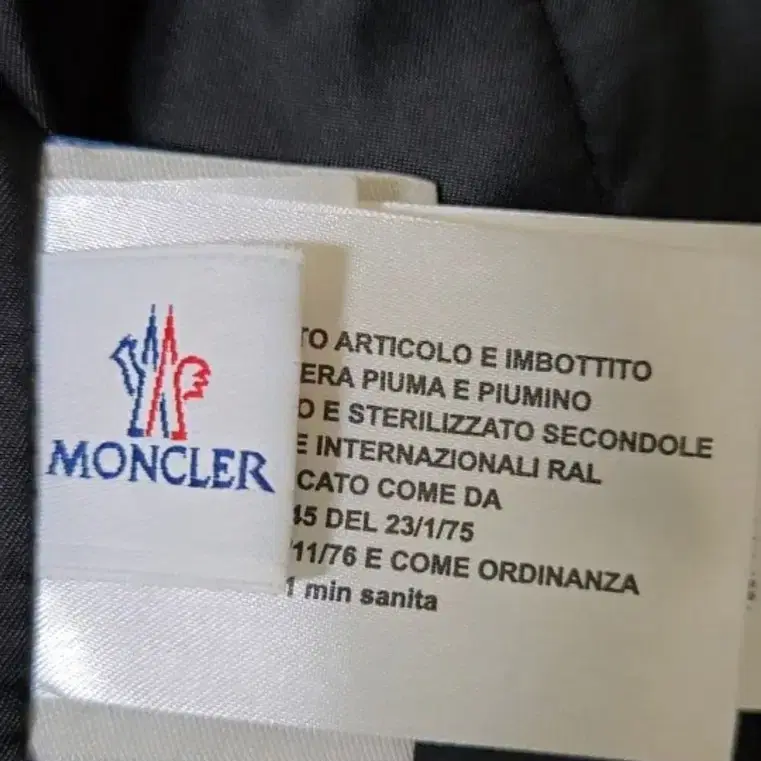 MONCLER
TO ARTICOLO E IMBOTTITO
ERA PIUMA E PIUMINO
O E STERILIZZATO SECONDOLE
E INTERNAZIONALI RAL
CATO COME DA
45 DEL 23/1/75
11/76 E COME ORDINANZA
1 min sanita